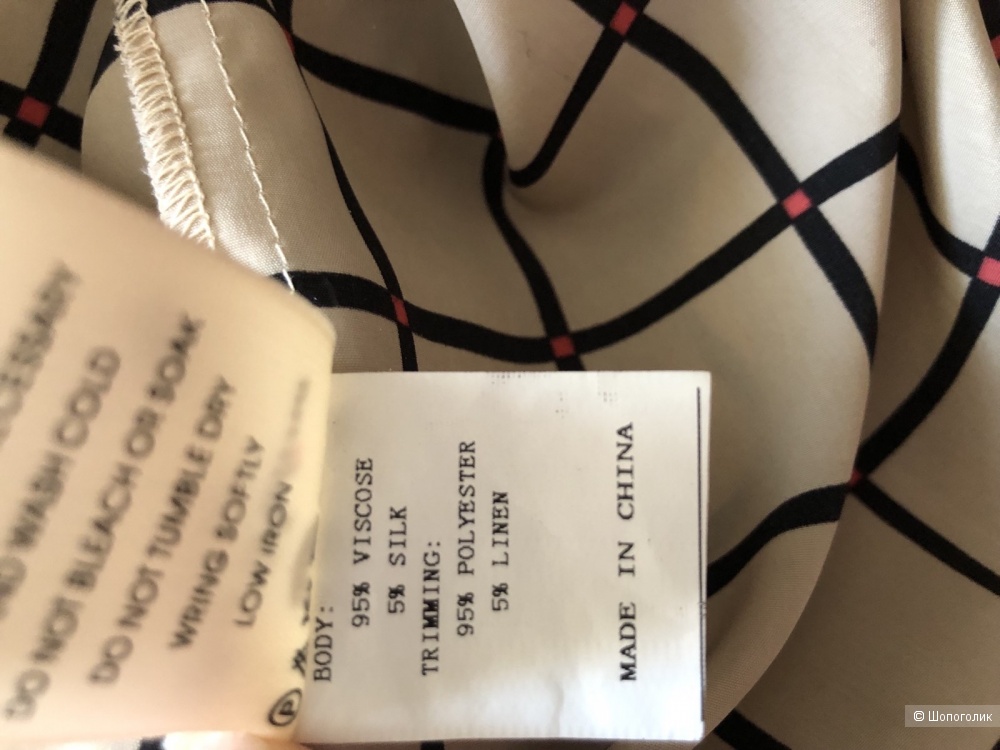 WASH COLD
DO NOT BLEACH OR SOAK
DO NOT TUMBLE DRY
WRING SOFTLY
LOW IRON
P
BODY:
95% VISCOSE
5% SILK
TRIMMING:
95% POLYESTER
5% LINEN
MADE IN CHINA
© Шопоголик